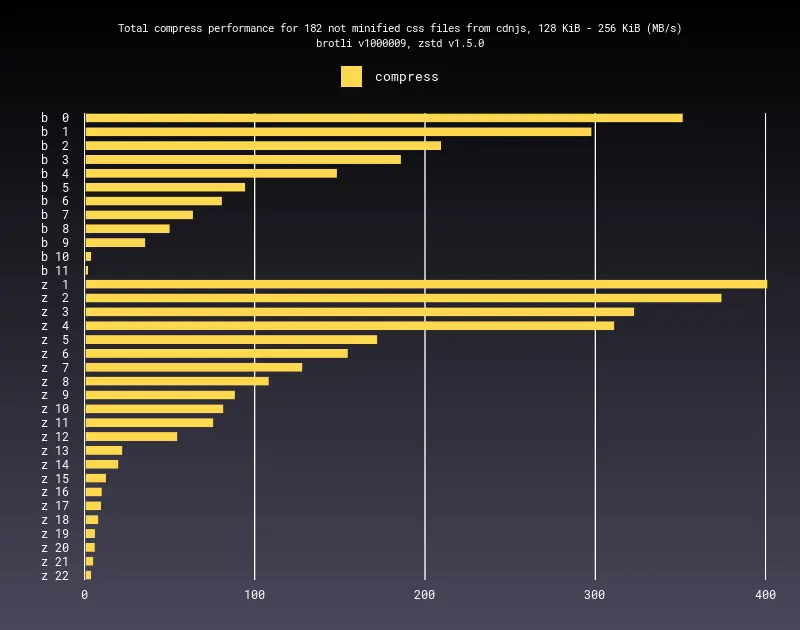 Total compress performance for 182 not minified css files from cdnjs, 128 KiB - 256 KiB (MB/s)
brotli v1000009, zstd v1.5.0
compress
b 0
b 1
b 2
b 3
b 4
b 5
b 6
b 7
b 8
b 9
b 10
b 11
z 1
z 2
z 3
z 4
z 5
z 6
z 7
z 8
z 9
z 10
z 11
z 12
z 13
z 14
z 15
z 16
z 17
z 18
z 19
z 20
z 21
z 22
0 100 200 300 400